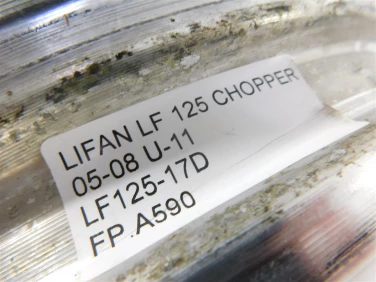 LIFAN LF 125 CHOPPER
05-08 U-11
LF125-17D
FP.A590